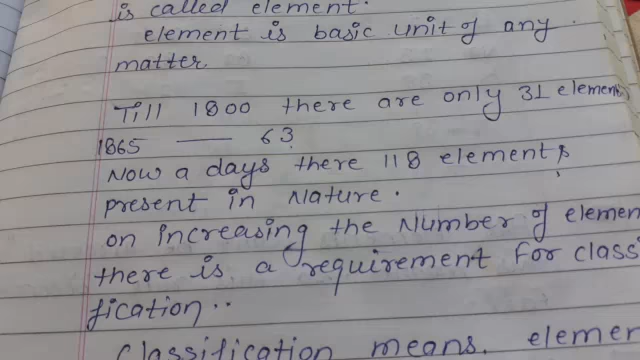 is called element.
element is basic unit of any
matter
Till 1800 there are only 31 element
1865 — 63
Now a days there 118 elements
present in Nature.
on increasing the Number of elemen
there is a requirement for classi
fication..
classification means. elemen